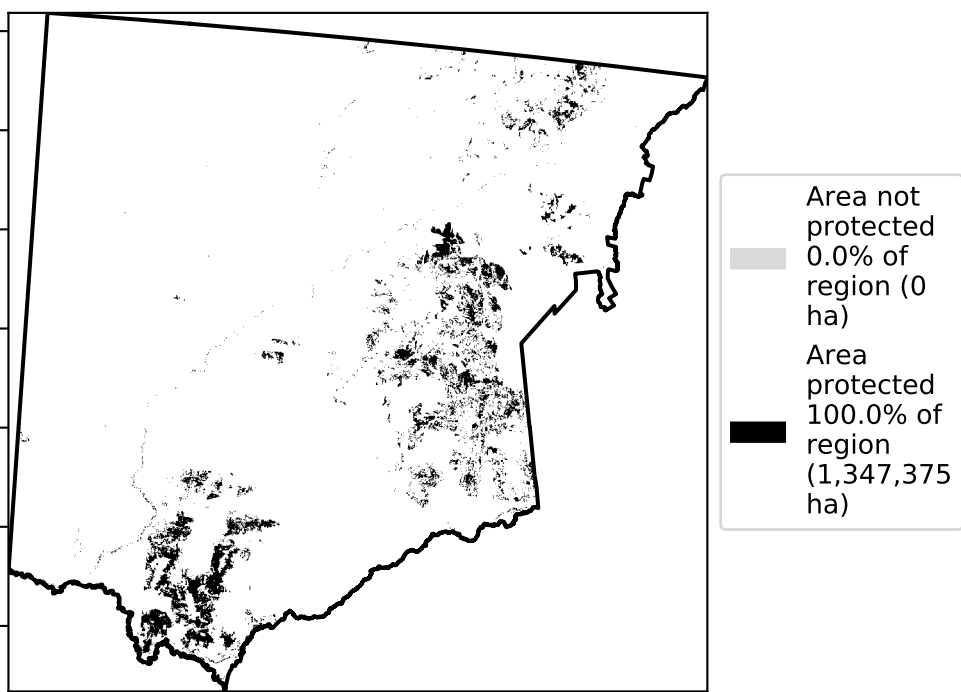 Area not
protected
0.0% of
region (0
ha)
Area
protected
100.0% of
region
(1,347,375
ha)